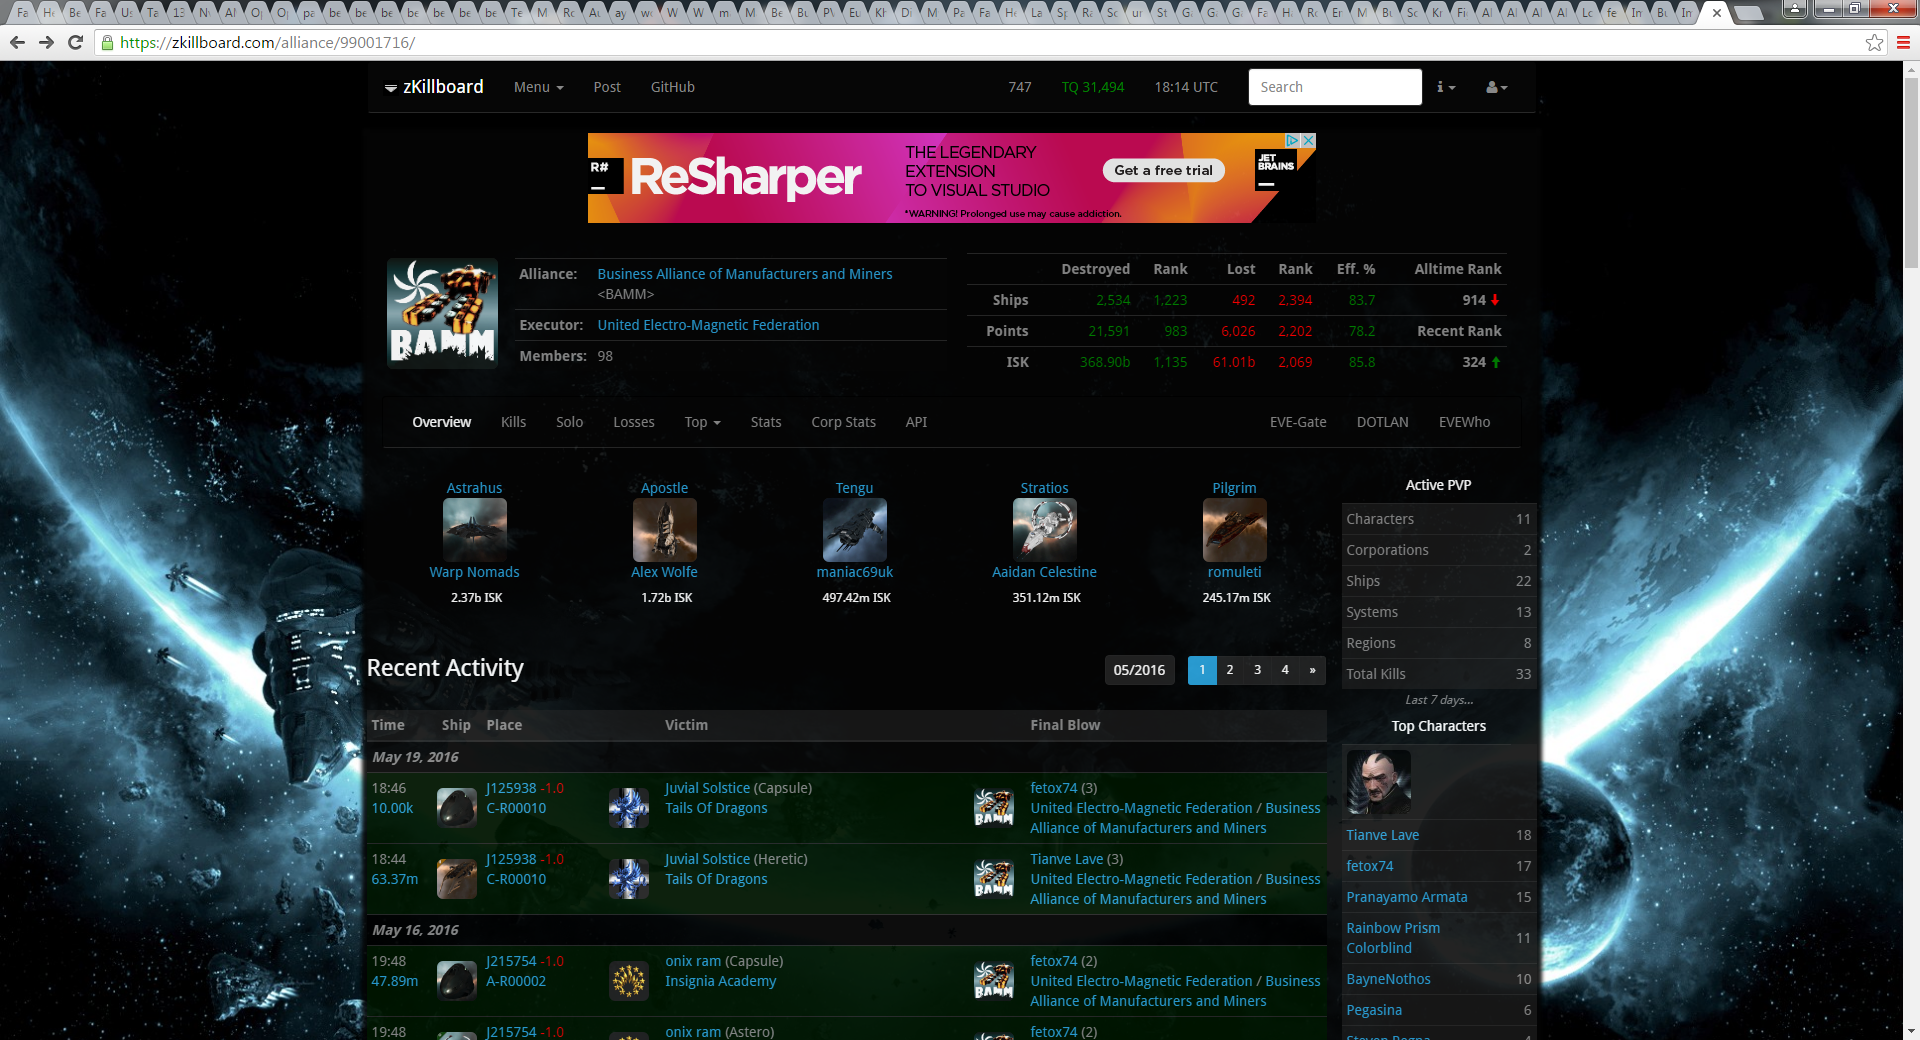 https://zkillboard.com/alliance/99001716/
zKillboard Menu Post GitHub 747 TQ 31,494 18:14 UTC Search
R# ReSharper THE LEGENDARY EXTENSION TO VISUAL STUDIO Get a free trial JET BRAINS
*WARNING! Prolonged use may cause addiction.
BAMM
Alliance: Business Alliance of Manufacturers and Miners
<BAMM>
Executor: United Electro-Magnetic Federation
Members: 98
Destroyed Rank Lost Rank Eff. % Alltime Rank
Ships 2,534 1,223 492 2,394 83.7 914
Points 21,591 983 6,026 2,202 78.2 Recent Rank
ISK 368.90b 1,135 61.01b 2,069 85.8 324
Overview Kills Solo Losses Top Stats Corp Stats API EVE-Gate DOTLAN EVEWho
Astrahus Apostle Tengu Stratios Pilgrim
Warp Nomads Alex Wolfe maniac69uk Aaidan Celestine romuleti
2.37b ISK 1.72b ISK 497.42m ISK 351.12m ISK 245.17m ISK
Recent Activity 05/2016 1 2 3 4 »
Time Ship Place Victim Final Blow
May 19, 2016
18:46 J125938 -1.0 Juvial Solstice (Capsule) fetox74 (3)
10.00k C-R00010 Tails Of Dragons United Electro-Magnetic Federation / Business
Alliance of Manufacturers and Miners
18:44 J125938 -1.0 Juvial Solstice (Heretic) Tianve Lave (3)
63.37m C-R00010 Tails Of Dragons United Electro-Magnetic Federation / Business
Alliance of Manufacturers and Miners
May 16, 2016
19:48 J215754 -1.0 onix ram (Capsule) fetox74 (2)
47.89m A-R00002 Insignia Academy United Electro-Magnetic Federation / Business
Alliance of Manufacturers and Miners
19:48 J215754 -1.0 onix ram (Astero) fetox74 (2)
Active PVP
Characters 11
Corporations 2
Ships 22
Systems 13
Regions 8
Total Kills 33
Last 7 days...
Top Characters
Tianve Lave 18
fetox74 17
Pranayamo Armata 15
Rainbow Prism
Colorblind 11
BayneNothos 10
Pegasina 6